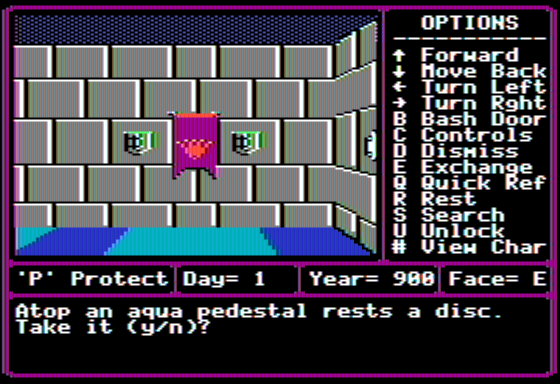 OPTIONS
------------
↑ Forward
↓ Move Back
← Turn Left
→ Turn Rght
B Bash Door
C Controls
D Dismiss
E Exchange
Q Quick Ref
R Rest
S Search
U Unlock
# View Char
'P' Protect Day= 1 Year= 900 Face= E
Atop an aqua pedestal rests a disc.
Take it (y/n)?